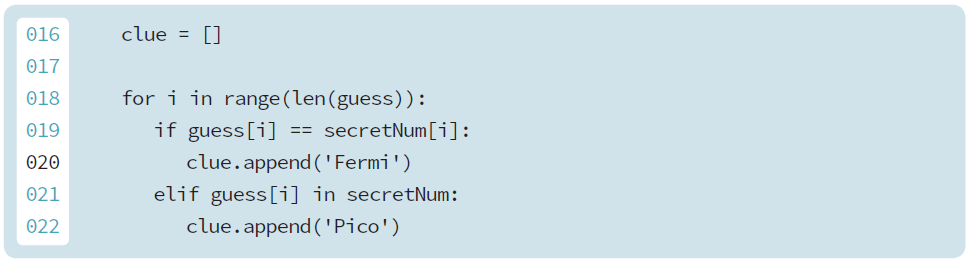 016 clue = []
017
018 for i in range(len(guess)):
019 if guess[i] == secretNum[i]:
020 clue.append('Fermi')
021 elif guess[i] in secretNum:
022 clue.append('Pico')